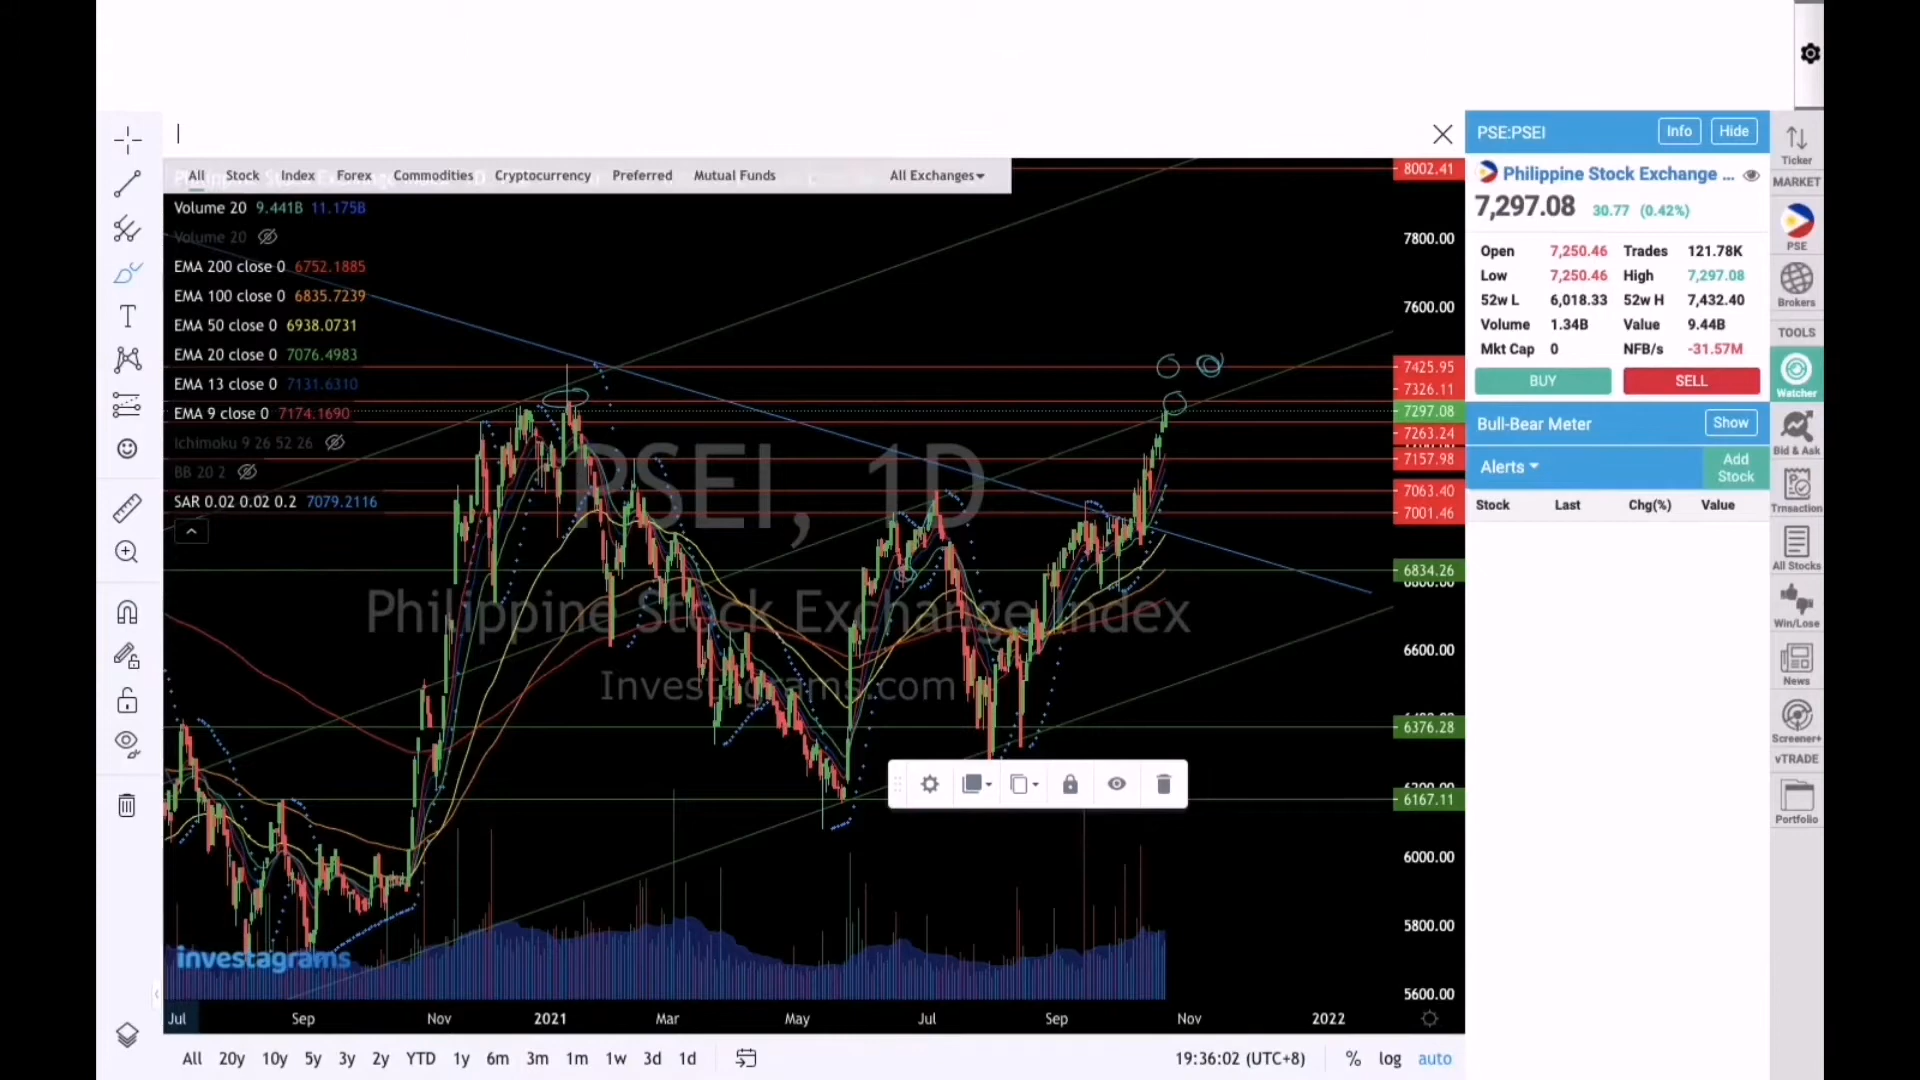 All Stock Index Forex Commodities Cryptocurrency Preferred Mutual Funds All Exchanges
Volume 20 9.441B 11.175B
Volume 20
EMA 200 close 0 6752.1885
EMA 100 close 0 6835.7239
EMA 50 close 0 6938.0731
EMA 20 close 0 7076.4983
EMA 13 close 0 7131.6310
EMA 9 close 0 7174.1690
Ichimoku 9 26 52 26
BB 20 2
SAR 0.02 0.02 0.2 7079.2116
PSEI, 1D
Philippine Stock Exchange Index
Investagrams.com
investagrams
8002.41
7800.00
7600.00
7425.95
7326.11
7297.08
7263.24
7157.98
7063.40
7001.46
6834.26
6800.00
6600.00
6376.28
6167.11
6000.00
5800.00
5600.00
Jul Sep Nov 2021 Mar May Jul Sep Nov 2022
All 20y 10y 5y 3y 2y YTD 1y 6m 3m 1m 1w 3d 1d
19:36:02 (UTC+8) % log auto
PSE:PSEI Info Hide
Philippine Stock Exchange ...
7,297.08 30.77 (0.42%)
Open 7,250.46 Trades 121.78K
Low 7,250.46 High 7,297.08
52w L 6,018.33 52w H 7,432.40
Volume 1.34B Value 9.44B
Mkt Cap 0 NFB/s -31.57M
BUY SELL
Bull-Bear Meter Show
Alerts Add Stock
Stock Last Chg(%) Value
Ticker
MARKET
PSE
Brokers
TOOLS
Watcher
Bid & Ask
Trnsaction
All Stocks
Win/Lose
News
Screener+
vTRADE
Portfolio